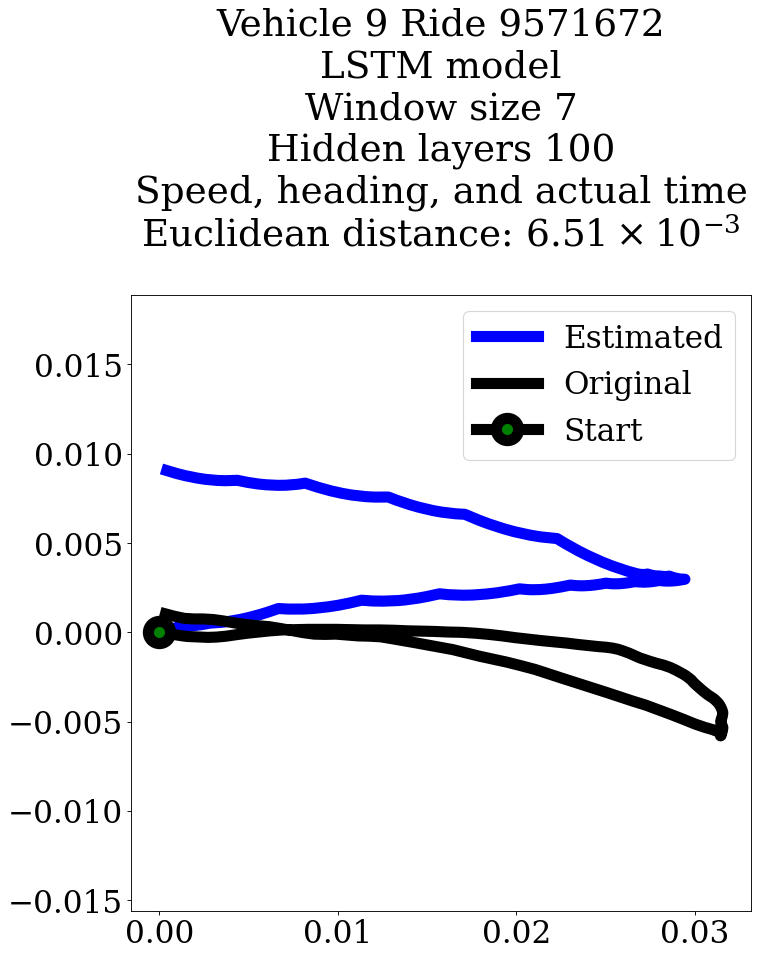 Vehicle 9 Ride 9571672
LSTM model
Window size 7
Hidden layers 100
Speed, heading, and actual time
Euclidean distance: 6.51 × 10⁻³
Estimated
Original
Start
0.015
0.010
0.005
0.000
−0.005
−0.010
−0.015
0.00 0.01 0.02 0.03